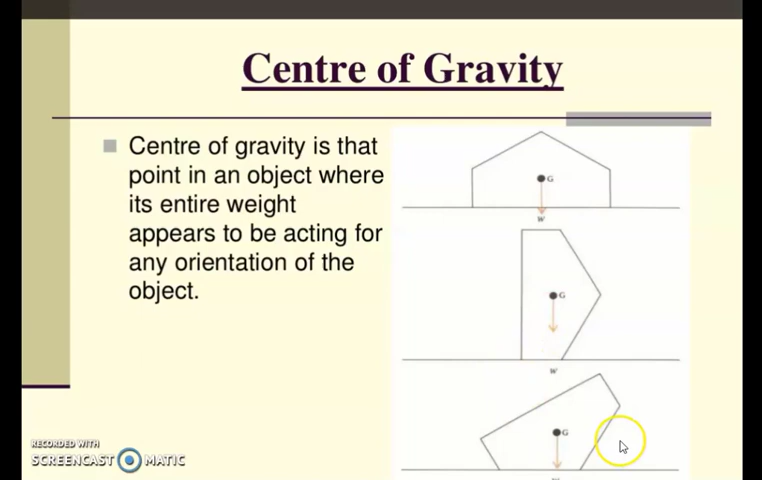 Centre of Gravity
Centre of gravity is that
point in an object where
its entire weight
appears to be acting for
any orientation of the
object.
G
W
G
W
G
RECORDED WITH
SCREENCAST MATIC